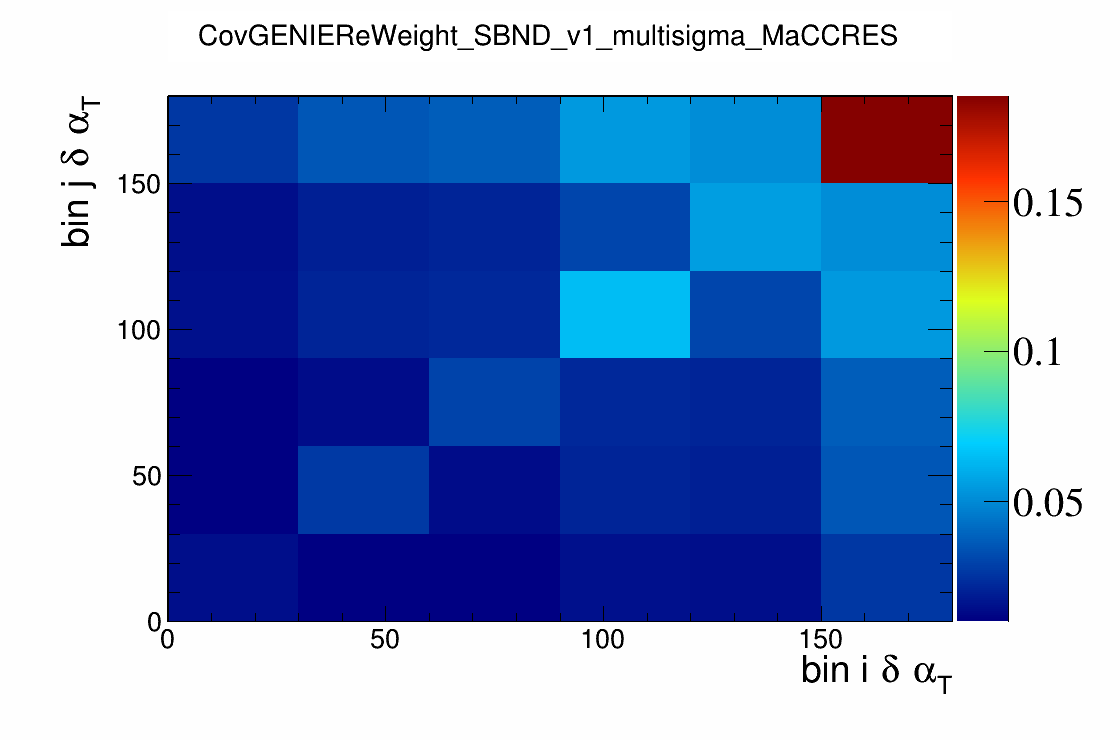 CovGENIEReWeight_SBND_v1_multisigma_MaCCRES
bin j δ α_T
150
100
50
0
0 50 100 150
bin i δ α_T
0.15
0.1
0.05